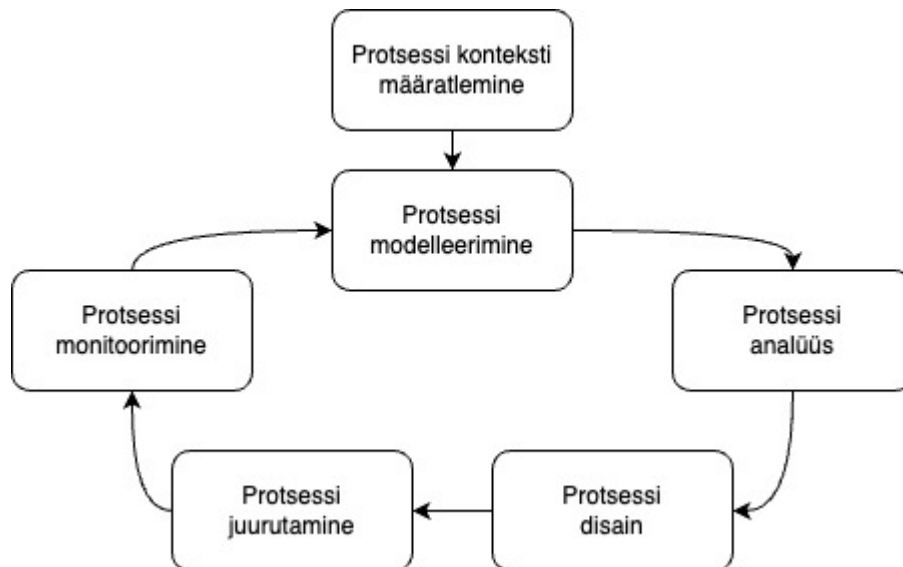 Protsessi konteksti
määratlemine
Protsessi
modelleerimine
Protsessi
monitoorimine
Protsessi
analüüs
Protsessi
juurutamine
Protsessi
disain